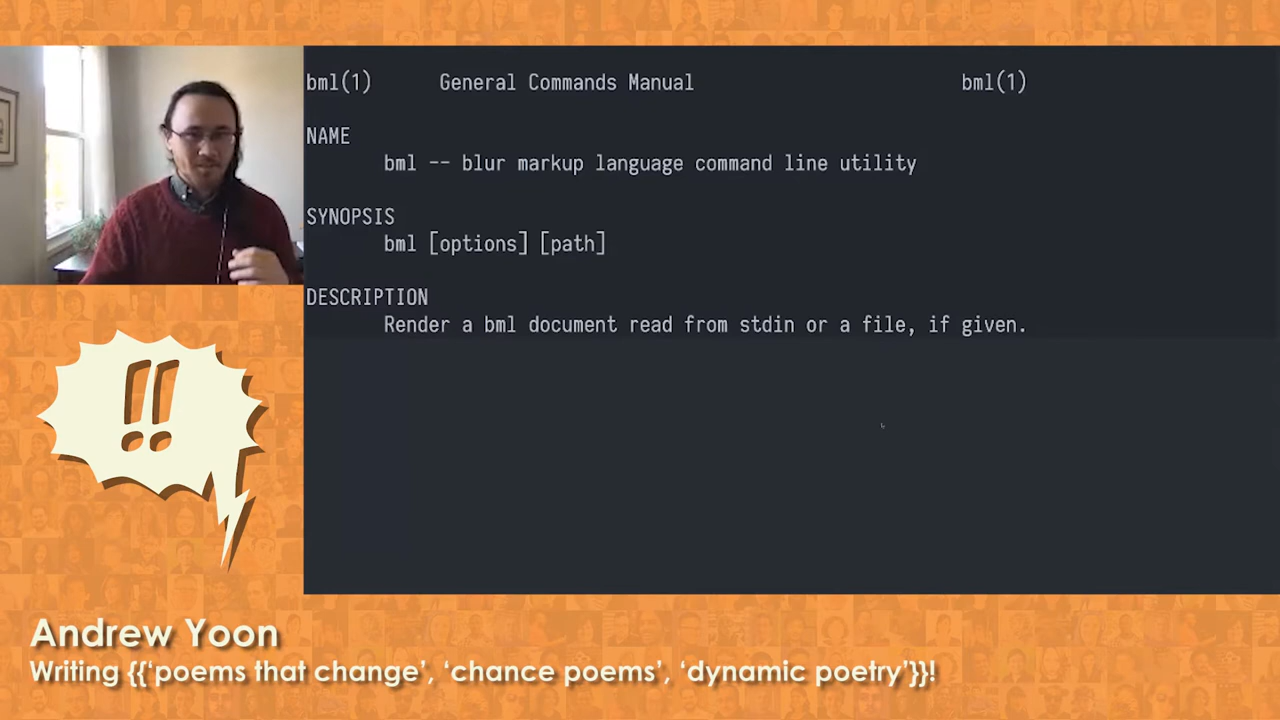 bml(1) General Commands Manual bml(1)
NAME
bml -- blur markup language command line utility
SYNOPSIS
bml [options] [path]
DESCRIPTION
Render a bml document read from stdin or a file, if given.
!!
Andrew Yoon
Writing {{‘poems that change’, ‘chance poems’, ‘dynamic poetry’}}!